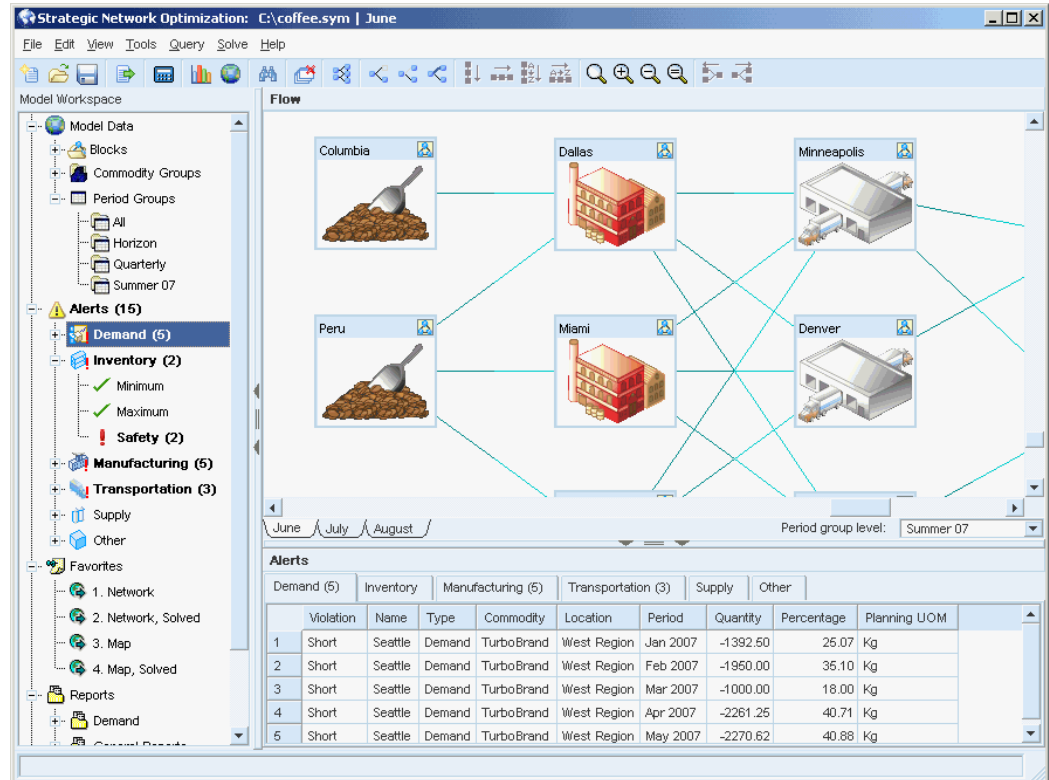 Strategic Network Optimization: C:\coffee.sym | June
File Edit View Tools Query Solve Help
Model Workspace
Model Data
Blocks
Commodity Groups
Period Groups
All
Horizon
Quarterly
Summer 07
Alerts (15)
Demand (5)
Inventory (2)
Minimum
Maximum
Safety (2)
Manufacturing (5)
Transportation (3)
Supply
Other
Favorites
1. Network
2. Network, Solved
3. Map
4. Map, Solved
Reports
Demand
General Reports
Flow
Columbia
Dallas
Minneapolis
Peru
Miami
Denver
June July August
Period group level: Summer 07
Alerts
Demand (5) Inventory Manufacturing (5) Transportation (3) Supply Other
Violation Name Type Commodity Location Period Quantity Percentage Planning UOM
1 Short Seattle Demand TurboBrand West Region Jan 2007 -1392.50 25.07 Kg
2 Short Seattle Demand TurboBrand West Region Feb 2007 -1950.00 35.10 Kg
3 Short Seattle Demand TurboBrand West Region Mar 2007 -1000.00 18.00 Kg
4 Short Seattle Demand TurboBrand West Region Apr 2007 -2261.25 40.71 Kg
5 Short Seattle Demand TurboBrand West Region May 2007 -2270.62 40.88 Kg